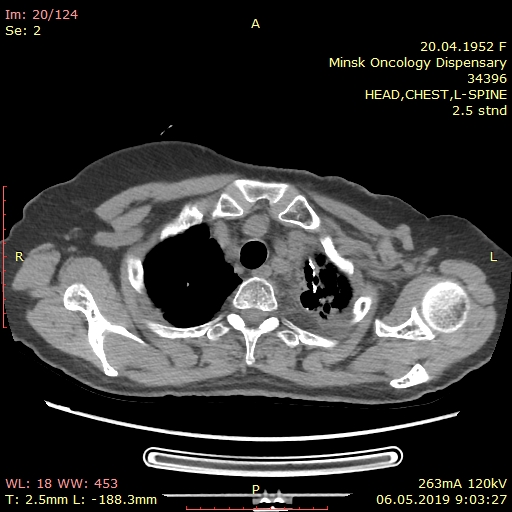 Im: 20/124
Se: 2
A
20.04.1952 F
Minsk Oncology Dispensary
34396
HEAD,CHEST,L-SPINE
2.5 stnd
R
L
WL: 18 WW: 453
T: 2.5mm L: -188.3mm
P
263mA 120kV
06.05.2019 9:03:27